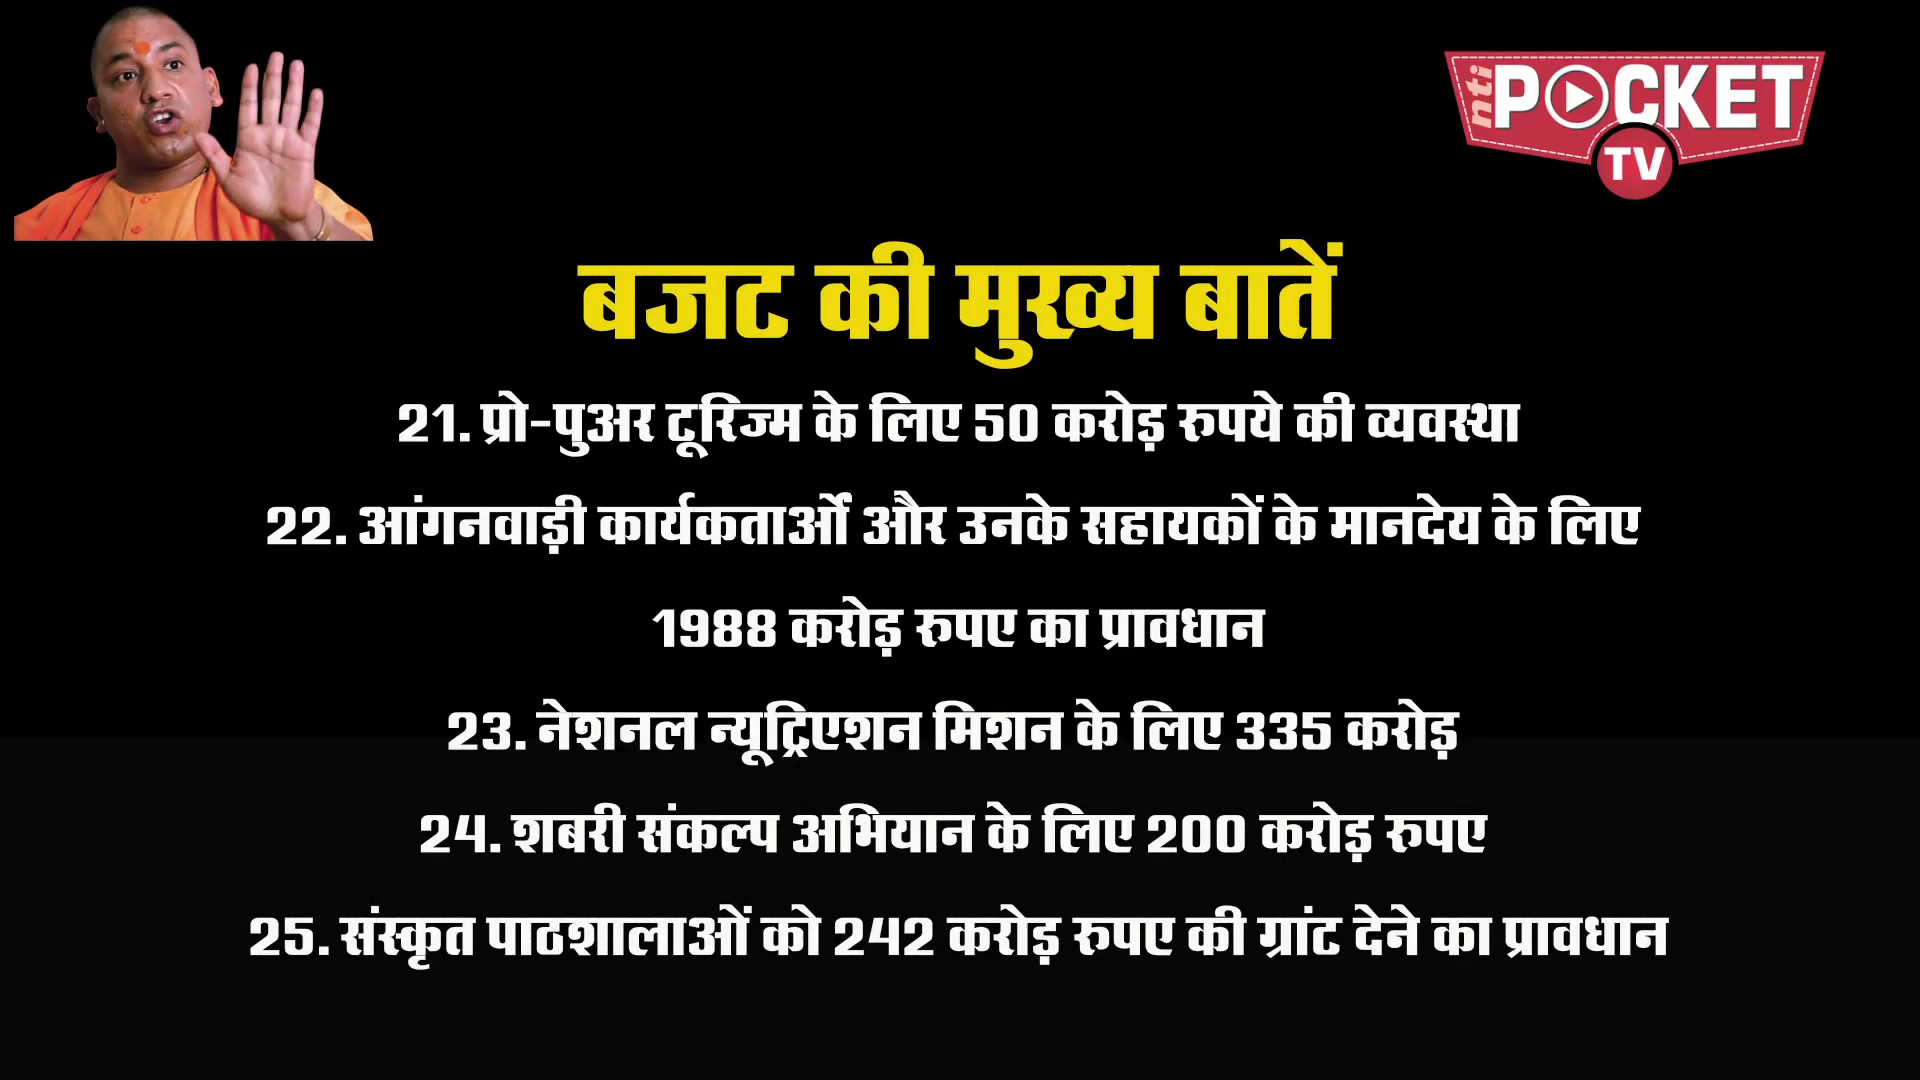 nti POCKET
TV
बजट की मुख्य बातें
21. प्रो-पुअर टूरिज्म के लिए 50 करोड़ रुपये की व्यवस्था
22. आंगनवाड़ी कार्यकतार्ओं और उनके सहायकों के मानदेय के लिए
1988 करोड़ रुपए का प्रावधान
23. नेशनल न्यूट्रिएशन मिशन के लिए 335 करोड़
24. शबरी संकल्प अभियान के लिए 200 करोड़ रुपए
25. संस्कृत पाठशालाओं को 242 करोड़ रुपए की ग्रांट देने का प्रावधान